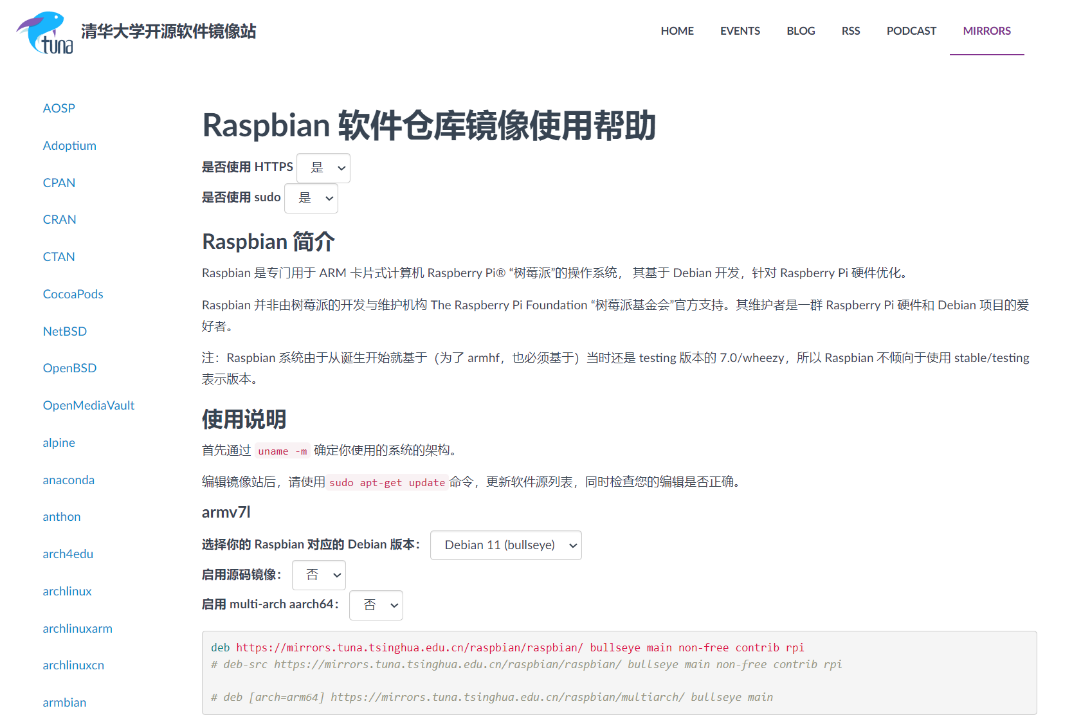 tuna 清华大学开源软件镜像站
HOME EVENTS BLOG RSS PODCAST MIRRORS
AOSP
Adoptium
CPAN
CRAN
CTAN
CocoaPods
NetBSD
OpenBSD
OpenMediaVault
alpine
anaconda
anthon
arch4edu
archlinux
archlinuxarm
archlinuxcn
armbian
Raspbian 软件仓库镜像使用帮助
是否使用 HTTPS 是
是否使用 sudo 是
Raspbian 简介
Raspbian 是专门用于 ARM 卡片式计算机 Raspberry Pi® “树莓派”的操作系统， 其基于 Debian 开发，针对 Raspberry Pi 硬件优化。
Raspbian 并非由树莓派的开发与维护机构 The Raspberry Pi Foundation “树莓派基金会”官方支持。其维护者是一群 Raspberry Pi 硬件和 Debian 项目的爱
好者。
注：Raspbian 系统由于从诞生开始就基于（为了 armhf，也必须基于）当时还是 testing 版本的 7.0/wheezy，所以 Raspbian 不倾向于使用 stable/testing
表示版本。
使用说明
首先通过 uname -m 确定你使用的系统的架构。
编辑镜像站后，请使用 sudo apt-get update 命令，更新软件源列表，同时检查您的编辑是否正确。
armv7l
选择你的 Raspbian 对应的 Debian 版本： Debian 11 (bullseye)
启用源码镜像： 否
启用 multi-arch aarch64： 否
deb https://mirrors.tuna.tsinghua.edu.cn/raspbian/raspbian/ bullseye main non-free contrib rpi
# deb-src https://mirrors.tuna.tsinghua.edu.cn/raspbian/raspbian/ bullseye main non-free contrib rpi
# deb [arch=arm64] https://mirrors.tuna.tsinghua.edu.cn/raspbian/multiarch/ bullseye main